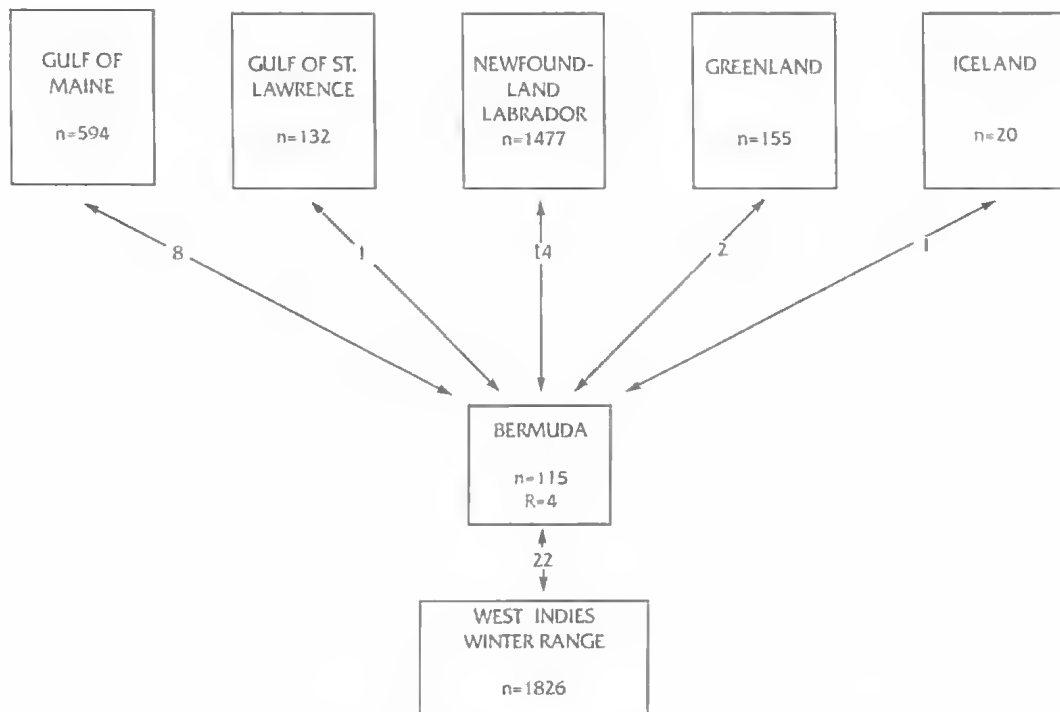 GULF OF
MAINE
n=594
GULF OF ST.
LAWRENCE
n=132
NEWFOUND-
LAND
LABRADOR
n=1477
GREENLAND
n=155
ICELAND
n=20
8
1
14
2
1
BERMUDA
n=115
R=4
22
WEST INDIES
WINTER RANGE
n=1826